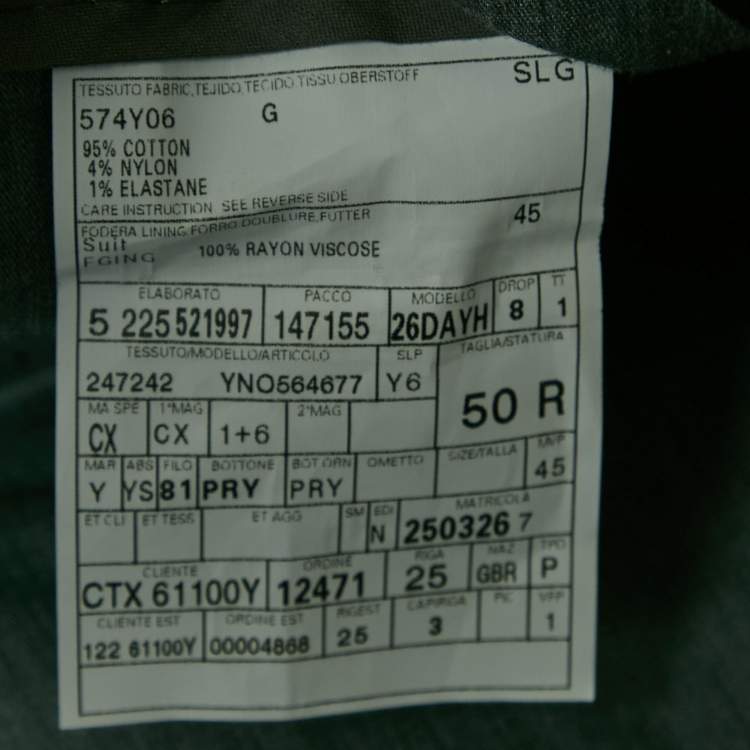 TESSUTO FABRIC,TEJIDO TECIDO TISSU OBERSTOFF
SLG
574Y06 G
95% COTTON
4% NYLON
1% ELASTANE
CARE INSTRUCTION SEE REVERSE SIDE
FODERA LINING FORRO DOUBLURE,FUTTER 45
Suit 100% RAYON VISCOSE
FGING
ELABORATO PACCO MODELLO DROP TT
5 225521997 147155 26DAYH 8 1
TESSUTO/MODELLO/ARTICOLO SLP TAGLIA/STATURA
247242 YNO564677 Y6 50 R
MA SPE 1°MAG 2°MAG
CX CX 1+6
MAR ABS FILO BOTTONE BOT ORN OMETTO SIZE/TALLA
Y YS 81 PRY PRY 45
ET CLI ET TESS ET AGG SM EDI MATRICOLA
N 250326 7
CLIENTE ORDINE RIGA NAZ TPO
CTX 61100Y 12471 25 GBR P
CLIENTE EST ORDINE EST RIGEST CAPIRIGA PIC
122 61100Y 00004868 25 3 1